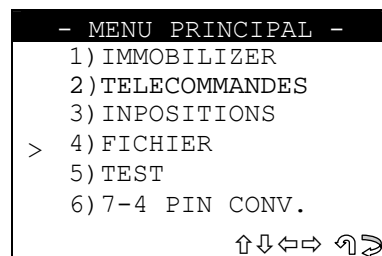 - MENU PRINCIPAL -
1)IMMOBILIZER
2)TELECOMMANDES
3)INPOSITIONS
> 4)FICHIER
5)TEST
6)7-4 PIN CONV.
⇧⇩⇦⇨